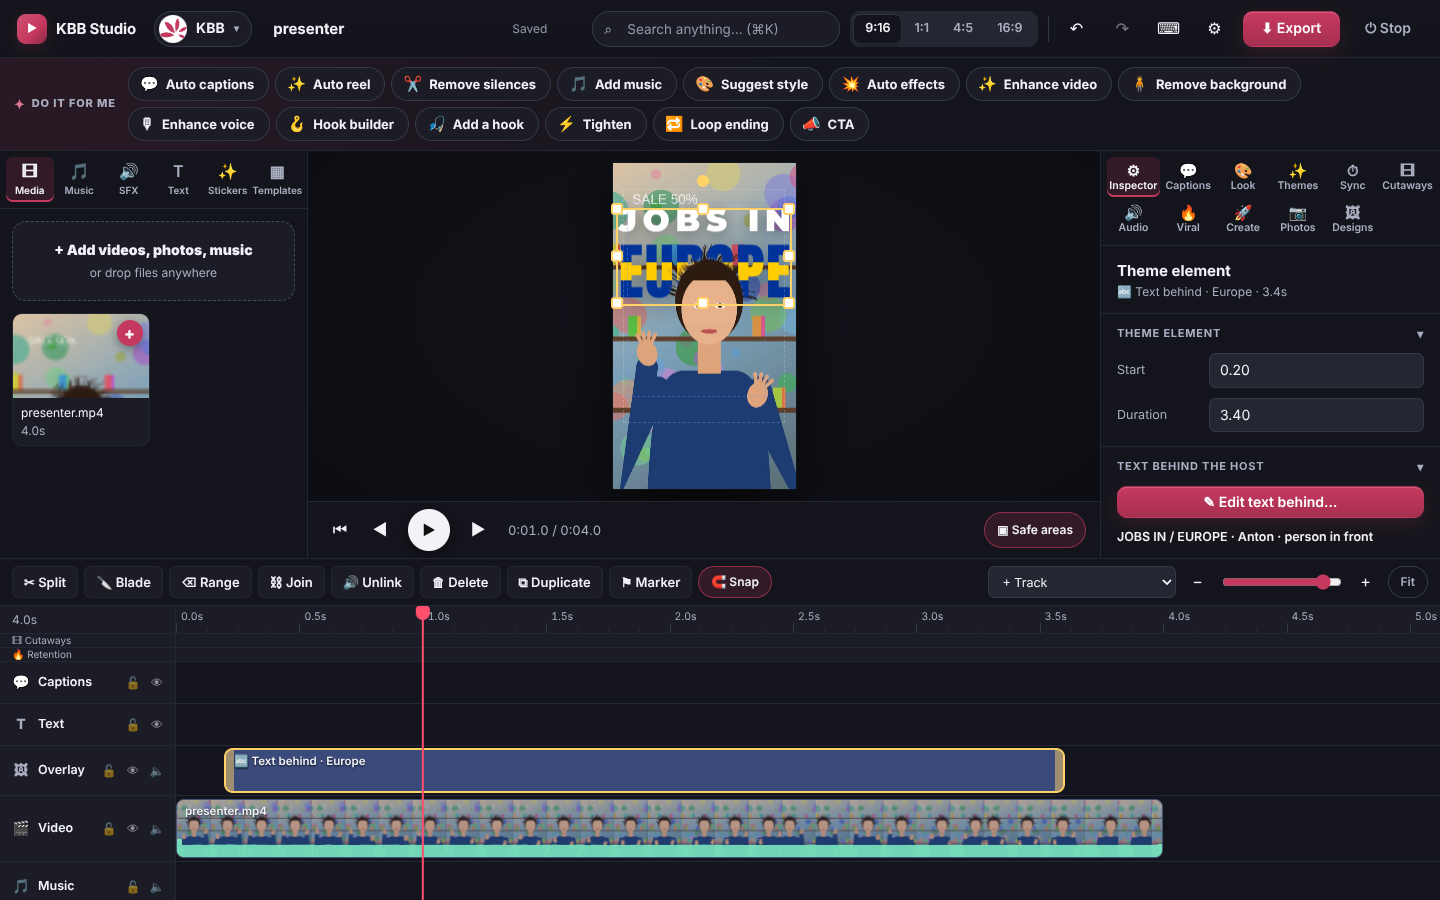 KBB Studio
KBB
presenter
Saved
Search anything... (⌘K)
9:16
1:1
4:5
16:9
Export
Stop
DO IT FOR ME
Auto captions
Auto reel
Remove silences
Add music
Suggest style
Auto effects
Enhance video
Remove background
Enhance voice
Hook builder
Add a hook
Tighten
Loop ending
CTA
Media
Music
SFX
Text
Stickers
Templates
+ Add videos, photos, music
or drop files anywhere
presenter.mp4
4.0s
SALE 50%
JOBS IN
EUROPE
0:01.0 / 0:04.0
Safe areas
Inspector
Captions
Look
Themes
Sync
Cutaways
Audio
Viral
Create
Photos
Designs
Theme element
Text behind · Europe · 3.4s
THEME ELEMENT
Start
0.20
Duration
3.40
TEXT BEHIND THE HOST
Edit text behind...
JOBS IN / EUROPE · Anton · person in front
Split
Blade
Range
Join
Unlink
Delete
Duplicate
Marker
Snap
+ Track
Fit
4.0s
0.0s
0.5s
1.0s
1.5s
2.0s
2.5s
3.0s
3.5s
4.0s
4.5s
5.0s
Cutaways
Retention
Captions
Text
Overlay
Text behind · Europe
Video
presenter.mp4
Music